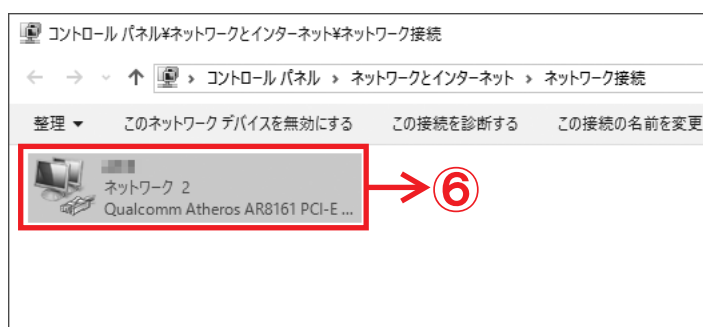 コントロール パネル¥ネットワークとインターネット¥ネットワーク接続
← → ↑ > コントロール パネル > ネットワークとインターネット > ネットワーク接続
整理 ▼ このネットワーク デバイスを無効にする この接続を診断する この接続の名前を変更
ネットワーク 2
Qualcomm Atheros AR8161 PCI-E ...
⑥